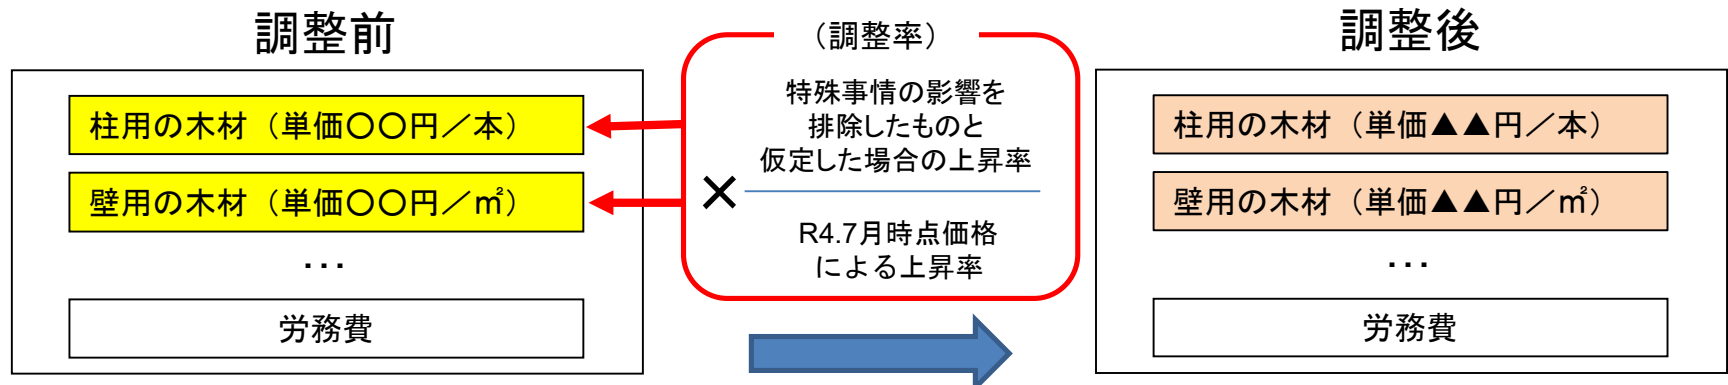 調整前
柱用の木材（単価〇〇円／本）
壁用の木材（単価〇〇円／㎡）
･･･
労務費
（調整率）
×
特殊事情の影響を
排除したものと
仮定した場合の上昇率
R4.7月時点価格
による上昇率
調整後
柱用の木材（単価▲▲円／本）
壁用の木材（単価▲▲円／㎡）
･･･
労務費